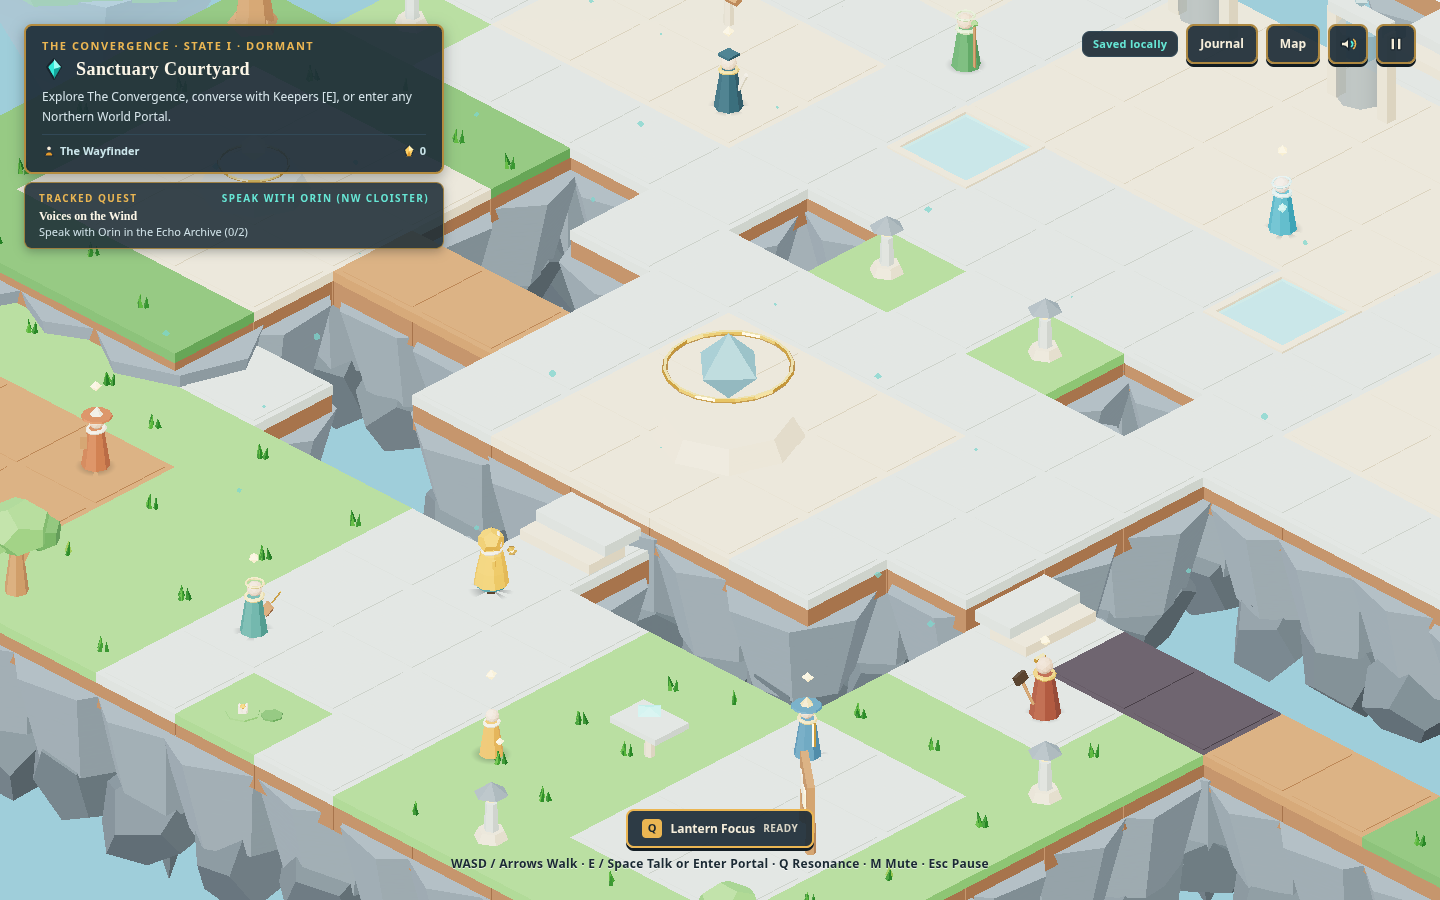 THE CONVERGENCE · STATE I · DORMANT
Sanctuary Courtyard
Explore The Convergence, converse with Keepers [E], or enter any
Northern World Portal.
The Wayfinder
0
TRACKED QUEST
SPEAK WITH ORIN (NW CLOISTER)
Voices on the Wind
Speak with Orin in the Echo Archive (0/2)
Saved locally
Journal
Map
Q Lantern Focus READY
WASD / Arrows Walk · E / Space Talk or Enter Portal · Q Resonance · M Mute · Esc Pause